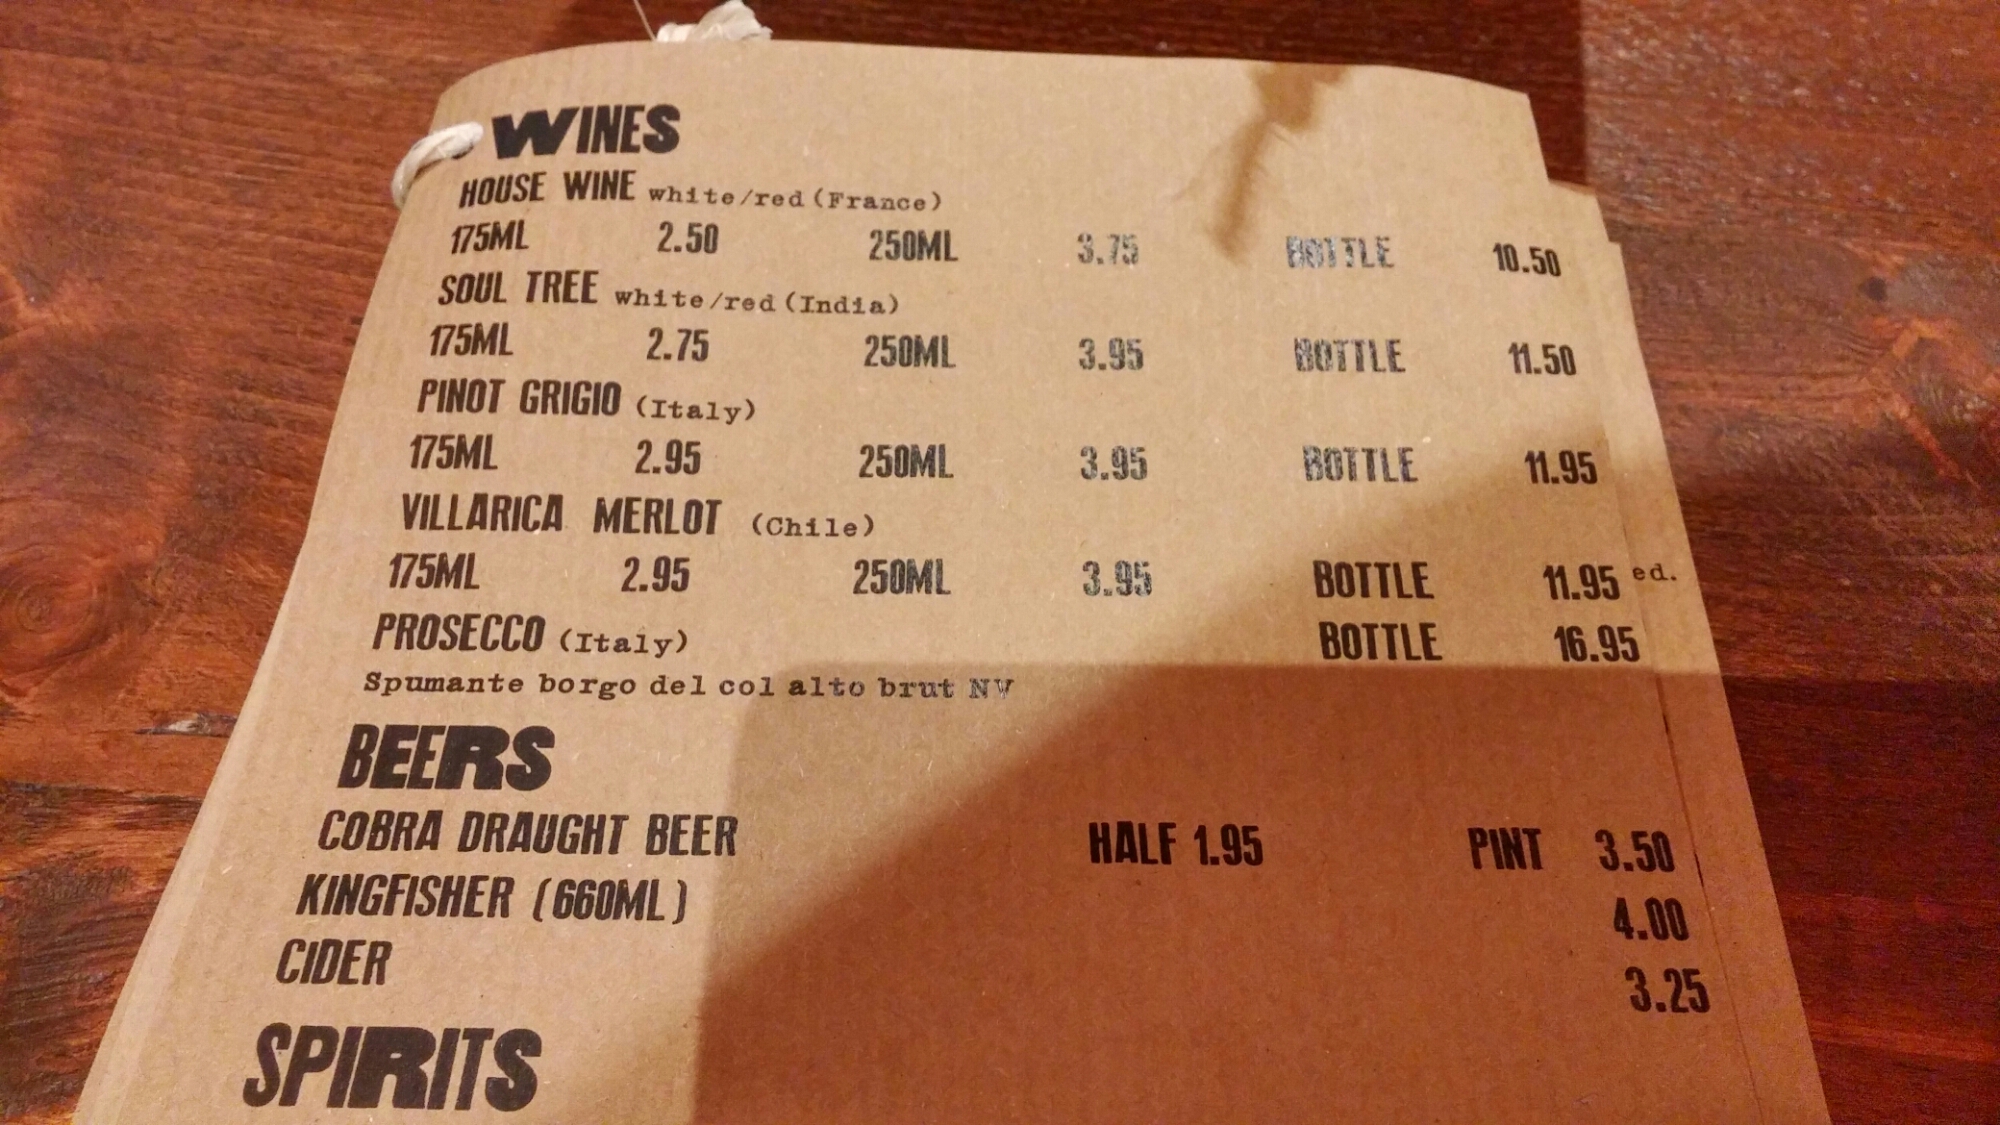 WINES
HOUSE WINE white/red (France)
175ML 2.50 250ML 3.75 BOTTLE 10.50
SOUL TREE white/red (India)
175ML 2.75 250ML 3.95 BOTTLE 11.50
PINOT GRIGIO (Italy)
175ML 2.95 250ML 3.95 BOTTLE 11.95
VILLARICA MERLOT (Chile)
175ML 2.95 250ML 3.95 BOTTLE 11.95 ed.
PROSECCO (Italy) BOTTLE 16.95
Spumante borgo del col alto brut NV
BEERS
COBRA DRAUGHT BEER HALF 1.95 PINT 3.50
KINGFISHER (660ML) 4.00
CIDER 3.25
SPIRITS